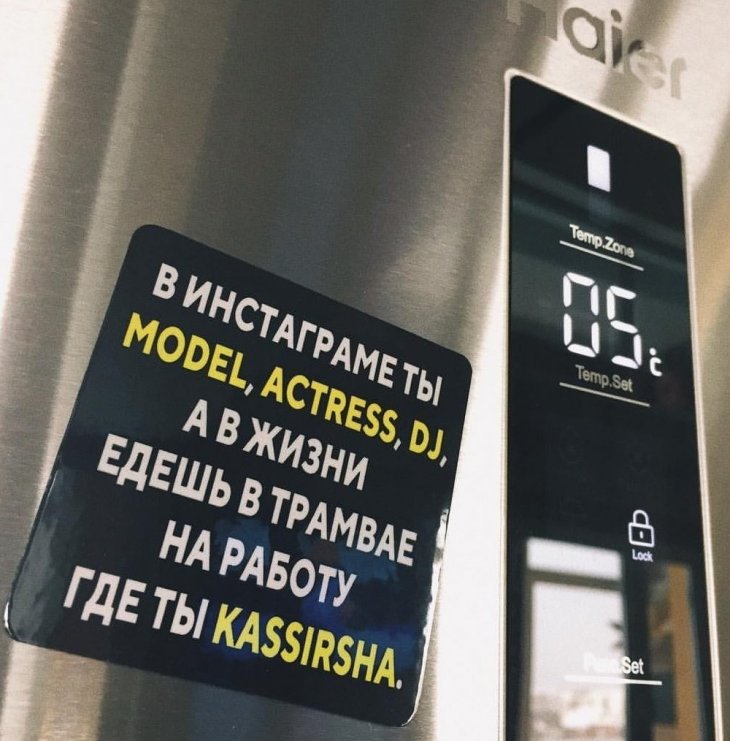 Haier
Temp.Zone
05°c
Temp.Set
Lock
В ИНСТАГРАМЕ ТЫ
MODEL, ACTRESS, DJ,
А В ЖИЗНИ
ЕДЕШЬ В ТРАМВАЕ
НА РАБОТУ
ГДЕ ТЫ KASSIRSHA.